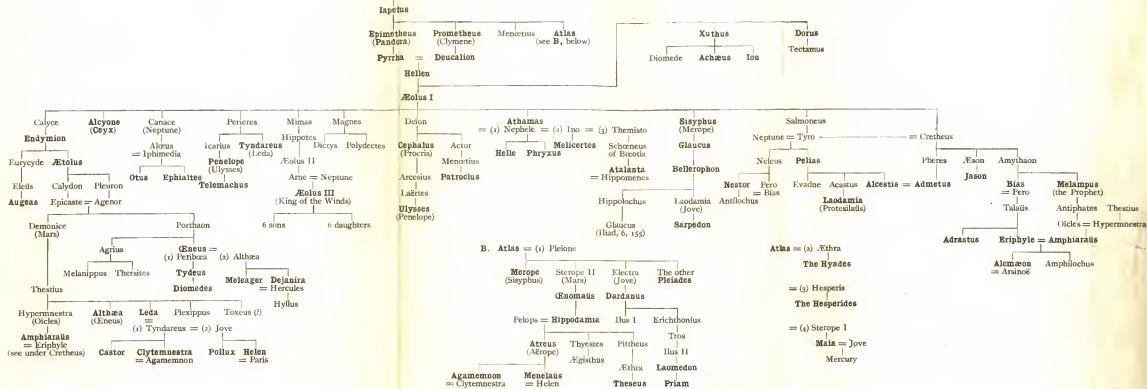 Iapetus
Epimetheus Prometheus Menœtius Atlas
(Pandora) (Clymene) (see B, below)
Xuthus Dorus
Tectamus
Pyrrha = Deucalion
Diomede Achæus Ion
Hellen
Æolus I
Calyce Alcyone Canace Perieres Mimas Magnes Deion Athamas Sisyphus Salmoneus
(Ceyx) (Neptune) = (1) Nephele = (2) Ino = (3) Themisto (Merope)
Endymion Aloeus Icarius Tyndareus Hippotes Dictys Polydectes Cephalus Actor Helle Phryxus Melicertes Schœneus Glaucus Neptune = Tyro = Cretheus
= Iphimedia (Leda) (Procris) of Bœotia
Eurycyde Ætolus Otus Ephialtes Penelope Æolus II Arcesius Menœtius Atalanta Bellerophon Neleus Pelias Pheres Æson Amythaon
(Ulysses) = Hippomenes
Eleüs Calydon Pleuron Telemachus Arne = Neptune Laërtes Patroclus Nestor Pero Evadne Acastus Alcestis = Admetus Jason Bias Melampus
= Bias = Pero (the Prophet)
Augeas Epicaste = Agenor Æolus III Ulysses Hippolochus Laodamia Antilochus Laodamia Talaüs Antiphates Thestius
(King of the Winds) (Penelope) (Jove) (Protesilaüs)
Demonice Porthaon 6 sons 6 daughters Glaucus Sarpedon Oïcles = Hypermnestra
(Mars) (Iliad, 6, 155)
Adrastus Eriphyle = Amphiaraüs
Agrius Œneus =
(1) Peribœa (2) Althæa
Alcmæon Amphilochus
= Arsinoë
Melanippus Thersites Tydeus Meleager Dejanira
= Hercules
Diomedes Hyllus
Thestius
Hypermnestra Althæa Leda Plexippus Toxeus (?)
(Oïcles) (Œneus) =
Amphiaraüs (1) Tyndareus = (2) Jove
= Eriphyle
(see under Cretheus) Castor Clytemnestra Pollux Helen
= Agamemnon = Paris
B. Atlas = (1) Pleione
Merope Sterope II Electra The other
(Sisyphus) (Mars) (Jove) Pleiades
Œnomaüs Dardanus
Pelops = Hippodamia Ilus I Erichthonius
Atreus Thyestes Pittheus Tros
(Aërope)
Ægisthus Ilus II
Agamemnon Menelaüs Æthra Laomedon
= Clytemnestra = Helen
Theseus Priam
Atlas = (2) Æthra
The Hyades
= (3) Hesperis
The Hesperides
= (4) Sterope I
Maia = Jove
Mercury